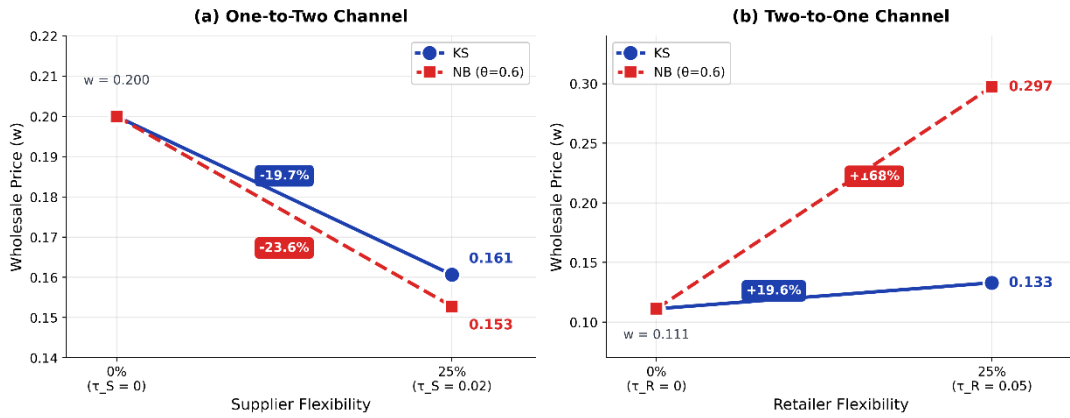 (a) One-to-Two Channel
KS
NB (θ=0.6)
w = 0.200
-19.7%
-23.6%
0.161
0.153
Wholesale Price (w)
0.22
0.21
0.20
0.19
0.18
0.17
0.16
0.15
0.14
0%
(τ_S = 0)
25%
(τ_S = 0.02)
Supplier Flexibility
(b) Two-to-One Channel
KS
NB (θ=0.6)
0.297
+168%
+19.6%
0.133
w = 0.111
Wholesale Price (w)
0.30
0.25
0.20
0.15
0.10
0%
(τ_R = 0)
25%
(τ_R = 0.05)
Retailer Flexibility